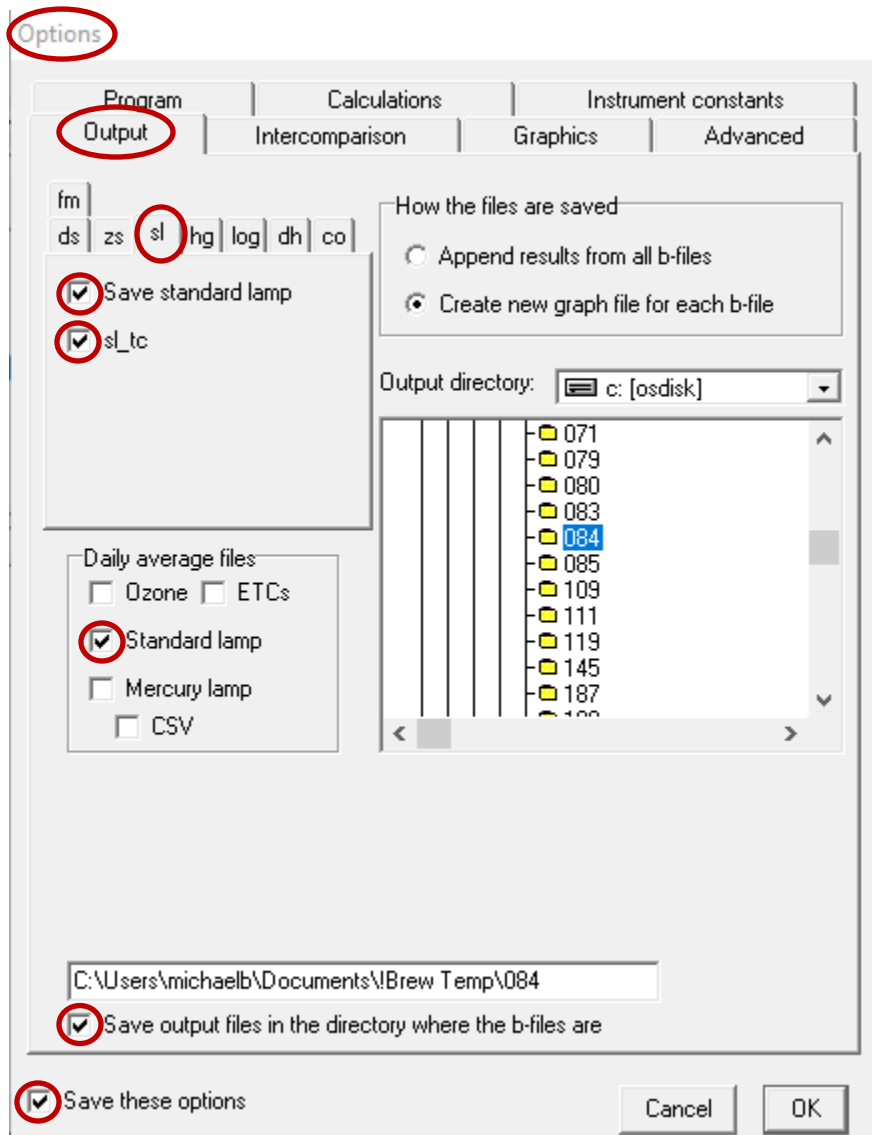 Options
Program Calculations Instrument constants
Output Intercomparison Graphics Advanced
fm
ds zs sl hg log dh co
Save standard lamp
sl_tc
How the files are saved
Append results from all b-files
Create new graph file for each b-file
Output directory: c: [osdisk]
071
079
080
083
084
085
109
111
119
145
187
Daily average files
Ozone ETCs
Standard lamp
Mercury lamp
CSV
C:\Users\michaelb\Documents\!Brew Temp\084
Save output files in the directory where the b-files are
Save these options
Cancel OK